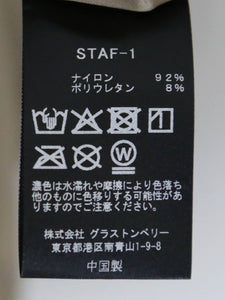 STAF-1
ナイロン 92%
ポリウレタン 8%
W
濃色は水濡れや摩擦により色落ち
他のものに色移りする可能性があ
りますのでご注意ください。
株式会社 グラストンベリー
東京都港区南青山1-9-8
中国製